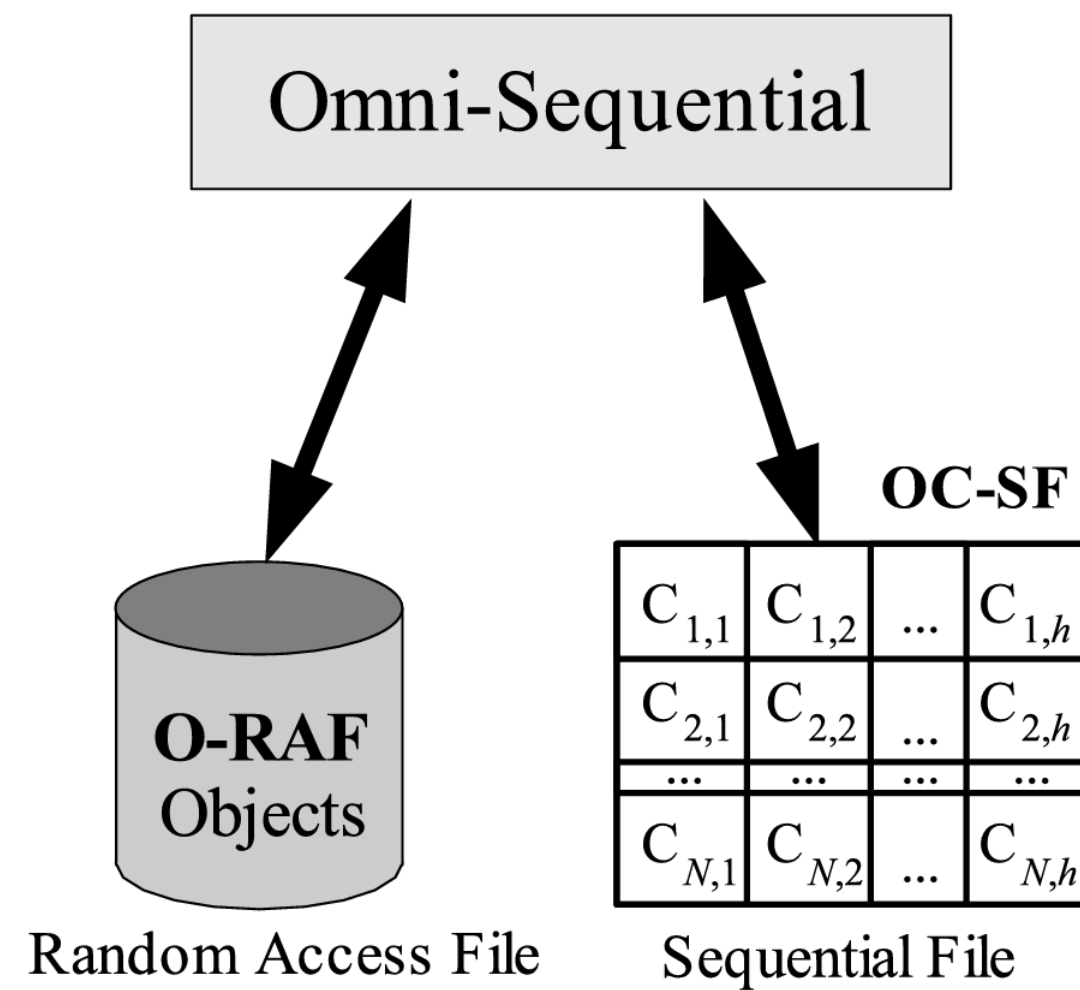 Omni-Sequential
OC-SF
C1,1 C1,2 ... C1,h
C2,1 C2,2 ... C2,h
... ... ... ...
CN,1 CN,2 ... CN,h
O-RAF
Objects
Random Access File
Sequential File